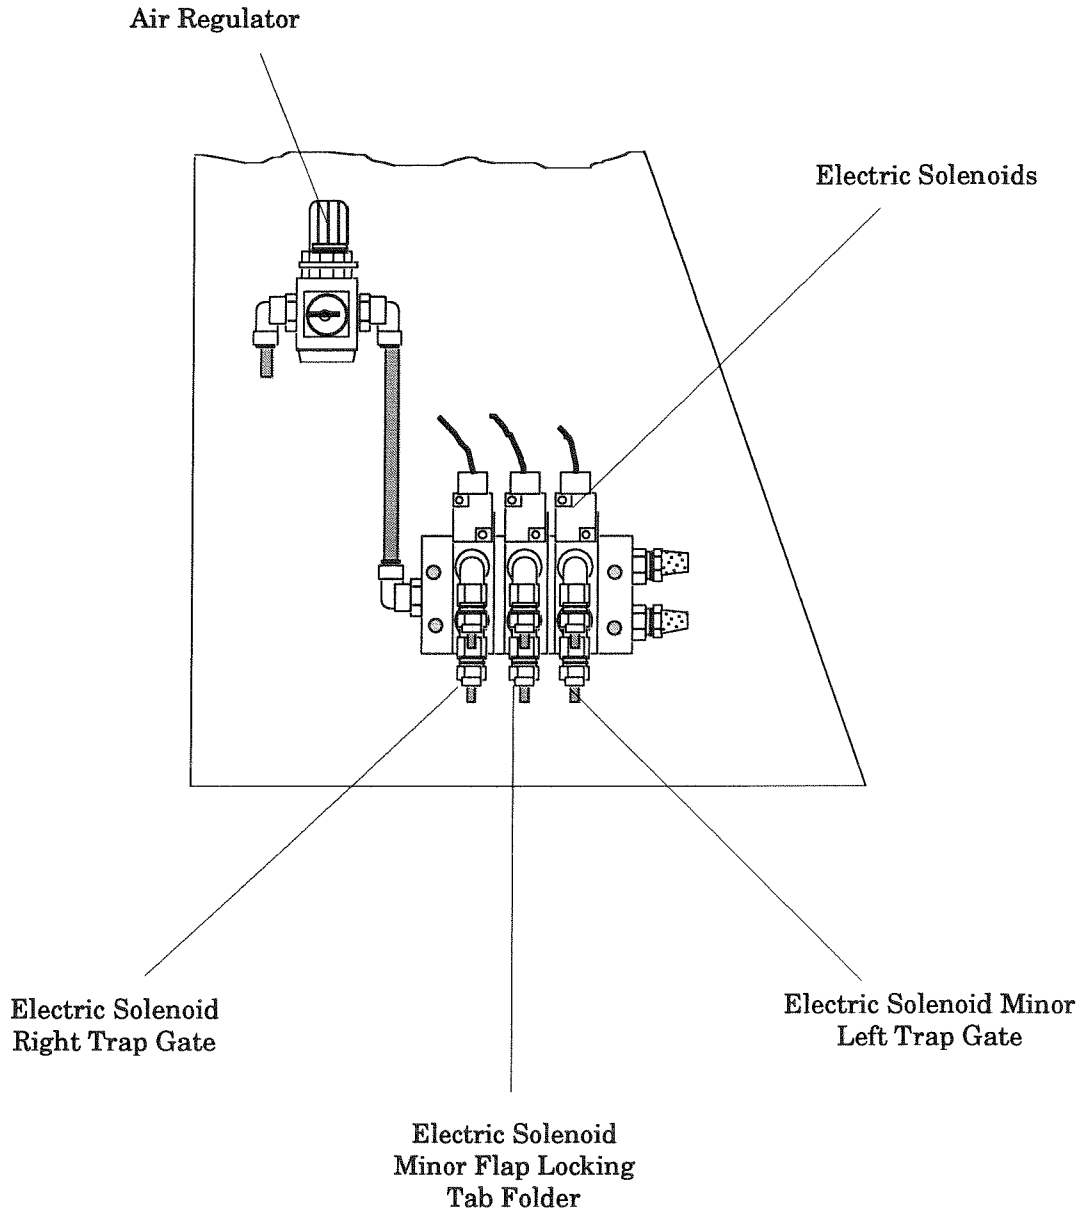 Air Regulator
Electric Solenoids
Electric Solenoid
Right Trap Gate
Electric Solenoid Minor
Left Trap Gate
Electric Solenoid
Minor Flap Locking
Tab Folder